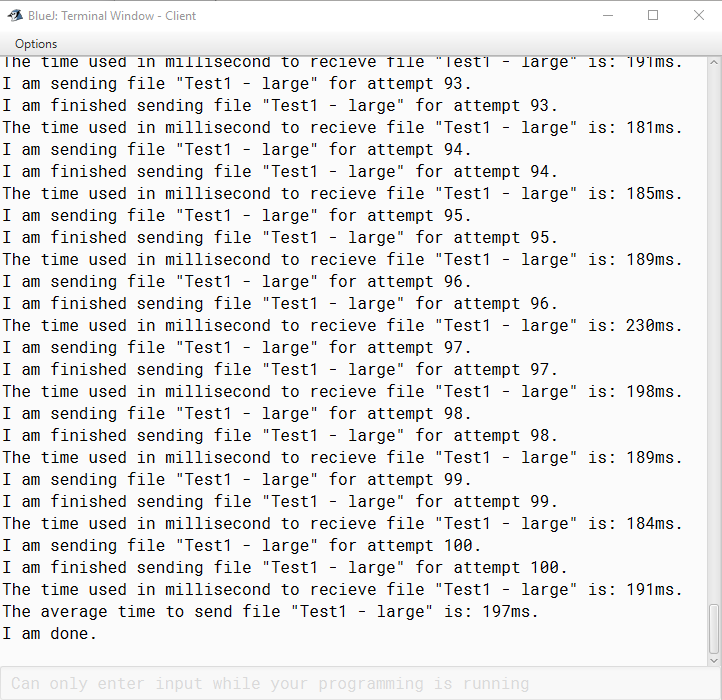 BlueJ: Terminal Window - Client
Options
The time used in millisecond to recieve file "Test1 - large" is: 191ms.
I am sending file "Test1 - large" for attempt 93.
I am finished sending file "Test1 - large" for attempt 93.
The time used in millisecond to recieve file "Test1 - large" is: 181ms.
I am sending file "Test1 - large" for attempt 94.
I am finished sending file "Test1 - large" for attempt 94.
The time used in millisecond to recieve file "Test1 - large" is: 185ms.
I am sending file "Test1 - large" for attempt 95.
I am finished sending file "Test1 - large" for attempt 95.
The time used in millisecond to recieve file "Test1 - large" is: 189ms.
I am sending file "Test1 - large" for attempt 96.
I am finished sending file "Test1 - large" for attempt 96.
The time used in millisecond to recieve file "Test1 - large" is: 230ms.
I am sending file "Test1 - large" for attempt 97.
I am finished sending file "Test1 - large" for attempt 97.
The time used in millisecond to recieve file "Test1 - large" is: 198ms.
I am sending file "Test1 - large" for attempt 98.
I am finished sending file "Test1 - large" for attempt 98.
The time used in millisecond to recieve file "Test1 - large" is: 189ms.
I am sending file "Test1 - large" for attempt 99.
I am finished sending file "Test1 - large" for attempt 99.
The time used in millisecond to recieve file "Test1 - large" is: 184ms.
I am sending file "Test1 - large" for attempt 100.
I am finished sending file "Test1 - large" for attempt 100.
The time used in millisecond to recieve file "Test1 - large" is: 191ms.
The average time to send file "Test1 - large" is: 197ms.
I am done.
Can only enter input while your programming is running